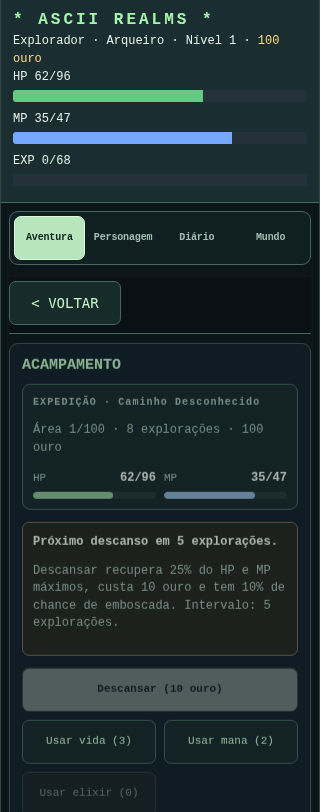 * ASCII REALMS *
Explorador · Arqueiro · Nível 1 · 100
ouro
HP 62/96
MP 35/47
EXP 0/68
Aventura Personagem Diário Mundo
< VOLTAR
ACAMPAMENTO
EXPEDIÇÃO · Caminho Desconhecido
Área 1/100 · 8 explorações · 100
ouro
HP 62/96 MP 35/47
Próximo descanso em 5 explorações.
Descansar recupera 25% do HP e MP
máximos, custa 10 ouro e tem 10% de
chance de emboscada. Intervalo: 5
explorações.
Descansar (10 ouro)
Usar vida (3) Usar mana (2)
Usar elixir (0)